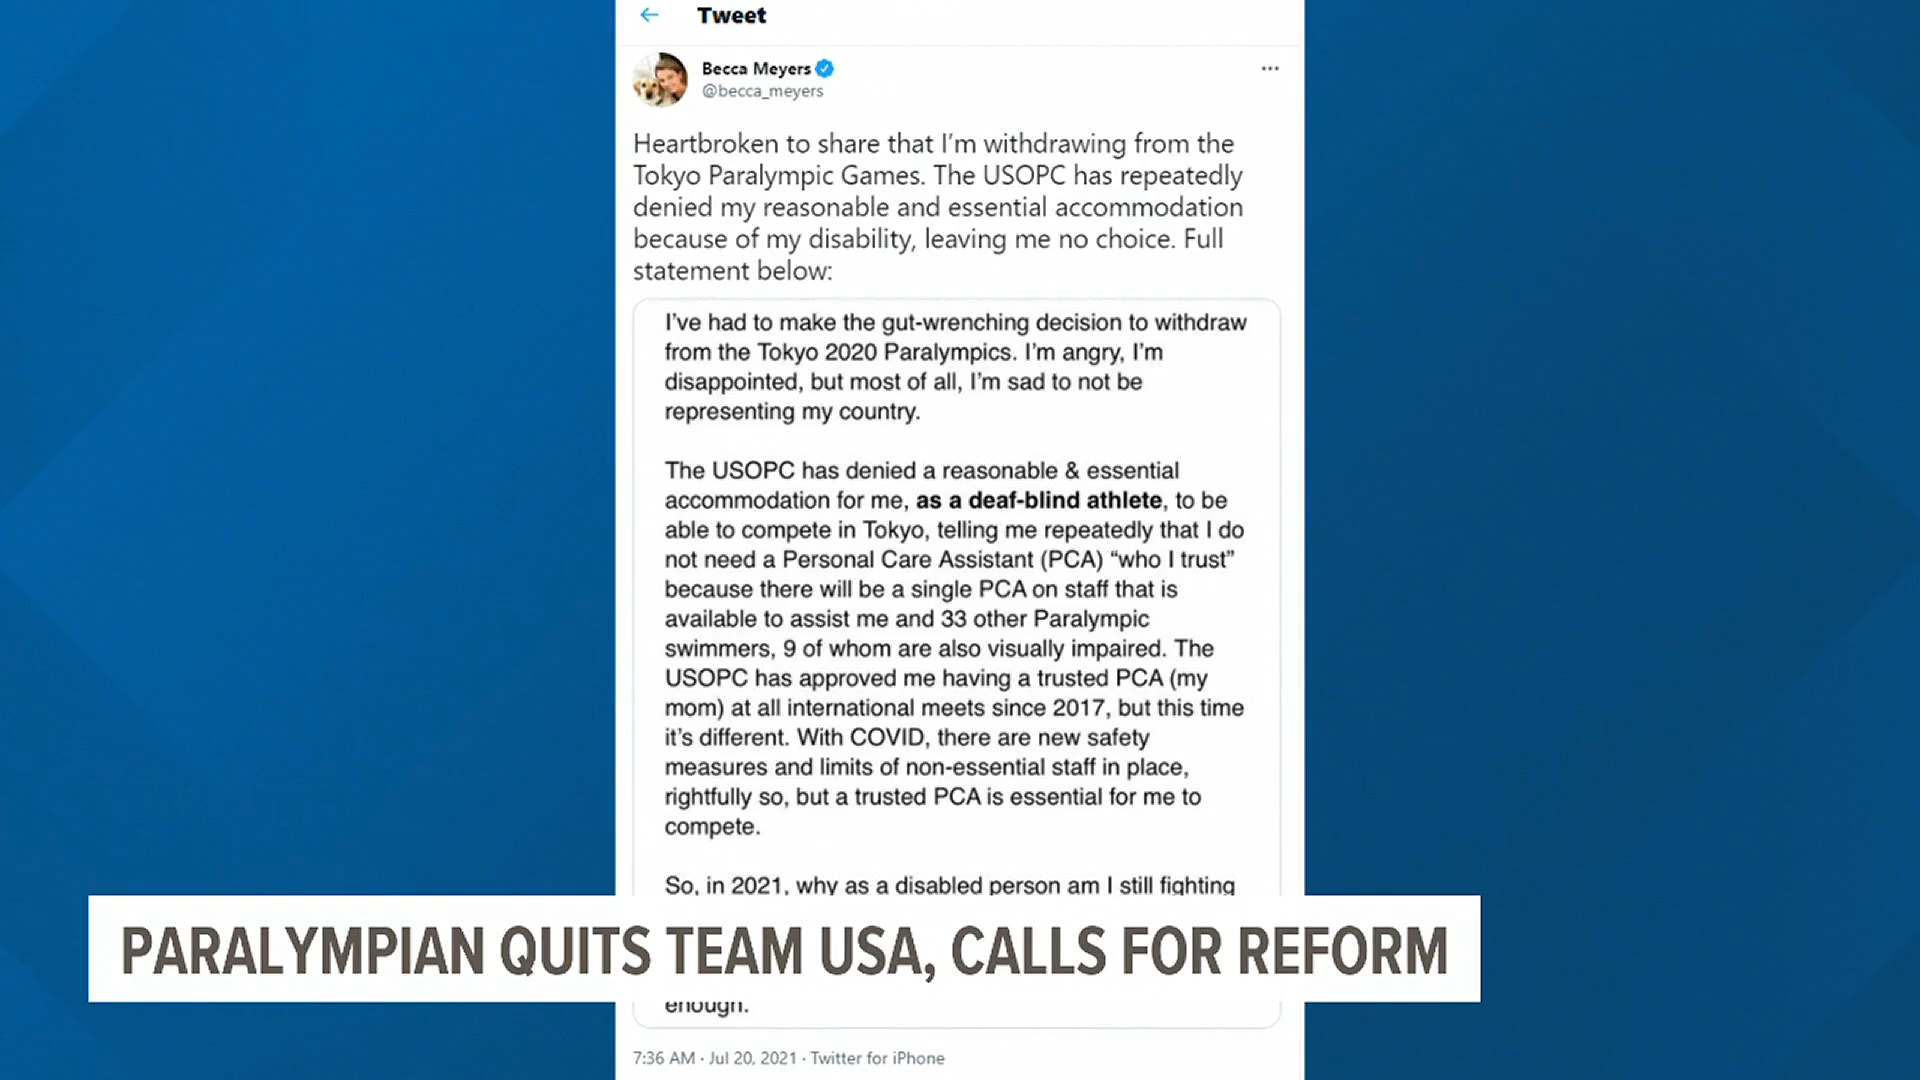 Tweet
Becca Meyers
@becca_meyers
Heartbroken to share that I'm withdrawing from the
Tokyo Paralympic Games. The USOPC has repeatedly
denied my reasonable and essential accommodation
because of my disability, leaving me no choice. Full
statement below:
I've had to make the gut-wrenching decision to withdraw
from the Tokyo 2020 Paralympics. I'm angry, I'm
disappointed, but most of all, I'm sad to not be
representing my country.
The USOPC has denied a reasonable & essential
accommodation for me, as a deaf-blind athlete, to be
able to compete in Tokyo, telling me repeatedly that I do
not need a Personal Care Assistant (PCA) “who I trust”
because there will be a single PCA on staff that is
available to assist me and 33 other Paralympic
swimmers, 9 of whom are also visually impaired. The
USOPC has approved me having a trusted PCA (my
mom) at all international meets since 2017, but this time
it's different. With COVID, there are new safety
measures and limits of non-essential staff in place,
rightfully so, but a trusted PCA is essential for me to
compete.
So, in 2021, why as a disabled person am I still fighting
PARALYMPIAN QUITS TEAM USA, CALLS FOR REFORM
enough.
7:36 AM · Jul 20, 2021 · Twitter for iPhone